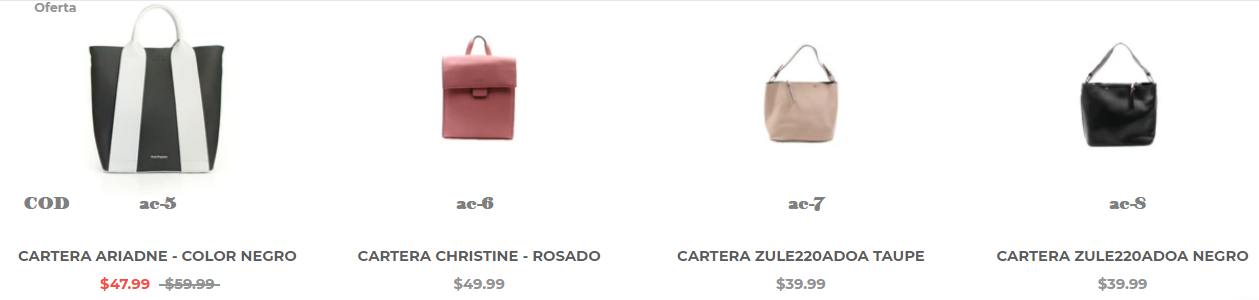 Oferta
COD ac-5 ac-6 ac-7 ac-8
CARTERA ARIADNE - COLOR NEGRO CARTERA CHRISTINE - ROSADO CARTERA ZULE220ADOA TAUPE CARTERA ZULE220ADOA NEGRO
$47.99 $59.99 $49.99 $39.99 $39.99